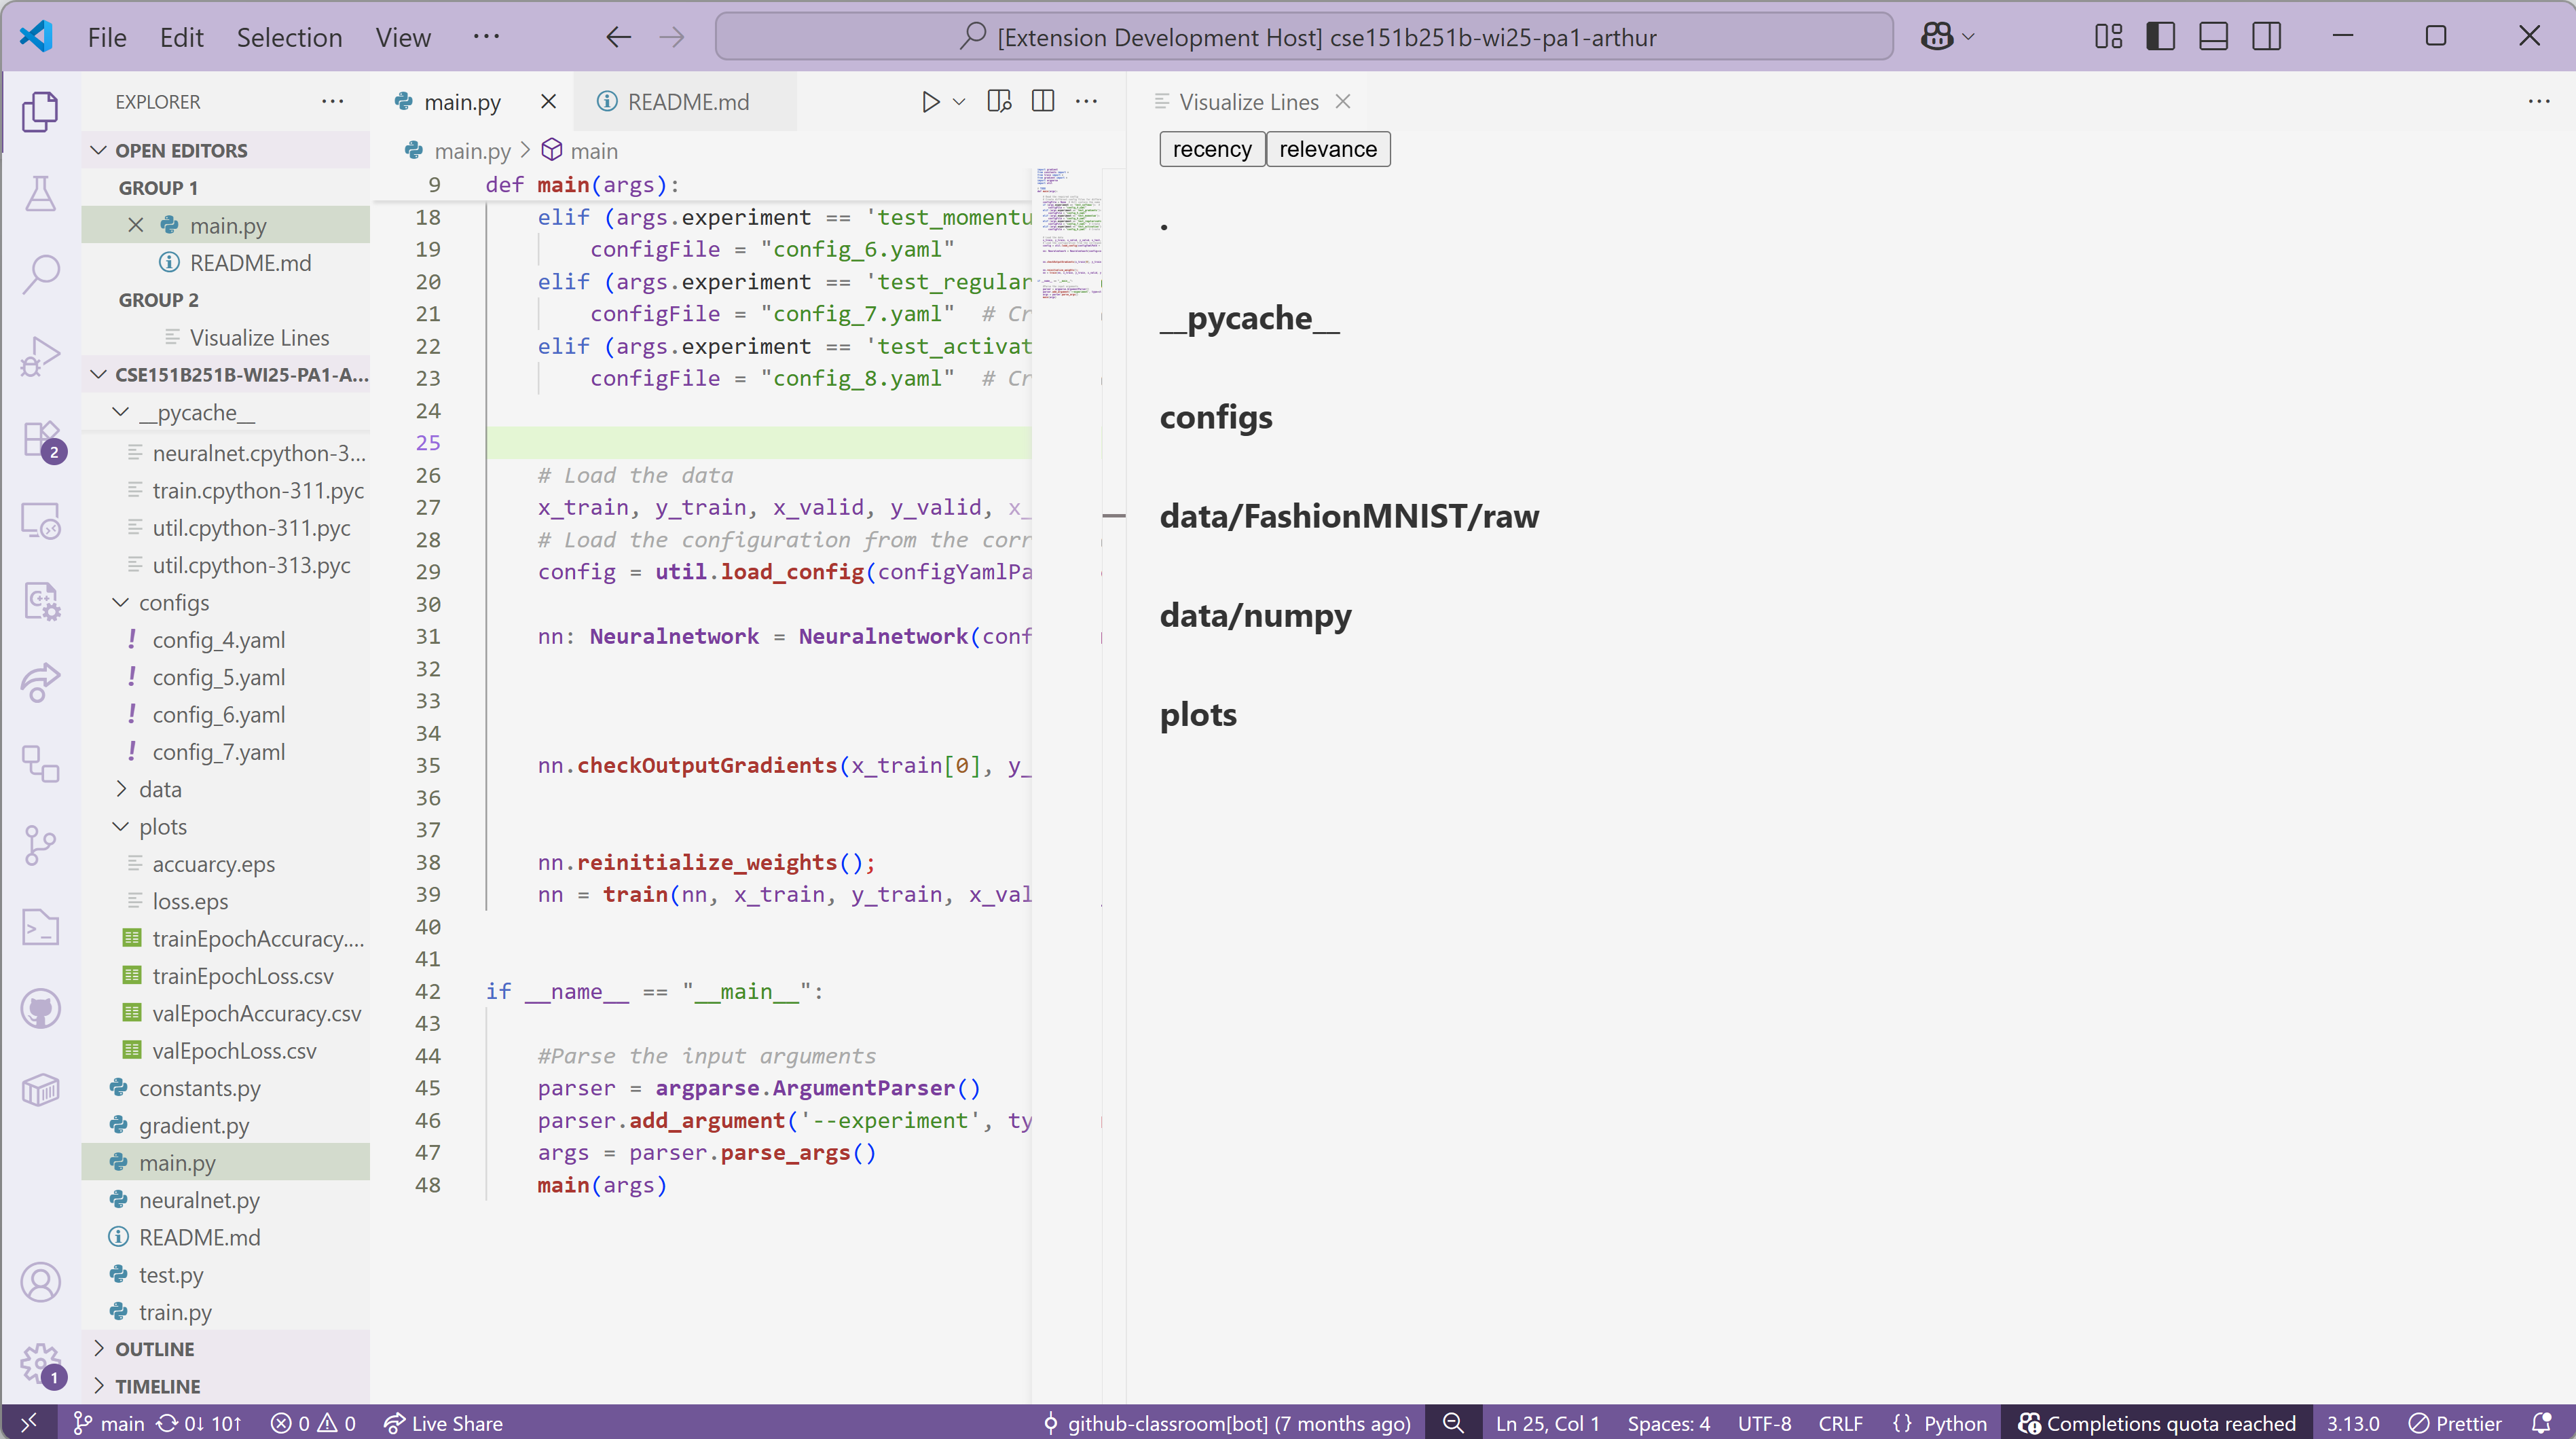 File Edit Selection View ··· [Extension Development Host] cse151b251b-wi25-pa1-arthur
EXPLORER
OPEN EDITORS
GROUP 1
main.py
README.md
GROUP 2
Visualize Lines
CSE151B251B-WI25-PA1-A...
__pycache__
neuralnet.cpython-3...
train.cpython-311.pyc
util.cpython-311.pyc
util.cpython-313.pyc
configs
config_4.yaml
config_5.yaml
config_6.yaml
config_7.yaml
data
plots
accuarcy.eps
loss.eps
trainEpochAccuracy....
trainEpochLoss.csv
valEpochAccuracy.csv
valEpochLoss.csv
constants.py
gradient.py
main.py
neuralnet.py
README.md
test.py
train.py
OUTLINE
TIMELINE
2
1
main.py README.md
main.py > main
9 def main(args):
18 elif (args.experiment == 'test_momentu
19 configFile = "config_6.yaml"
20 elif (args.experiment == 'test_regular
21 configFile = "config_7.yaml" # Cr
22 elif (args.experiment == 'test_activat
23 configFile = "config_8.yaml" # Cr
24
25
26 # Load the data
27 x_train, y_train, x_valid, y_valid, x_
28 # Load the configuration from the corr
29 config = util.load_config(configYamlPa
30
31 nn: Neuralnetwork = Neuralnetwork(conf
32
33
34
35 nn.checkOutputGradients(x_train[0], y_
36
37
38 nn.reinitialize_weights();
39 nn = train(nn, x_train, y_train, x_val
40
41
42 if __name__ == "__main__":
43
44 #Parse the input arguments
45 parser = argparse.ArgumentParser()
46 parser.add_argument('--experiment', ty
47 args = parser.parse_args()
48 main(args)
Visualize Lines
recency relevance
.
__pycache__
configs
data/FashionMNIST/raw
data/numpy
plots
main 0↓ 10↑ 0 0 Live Share github-classroom[bot] (7 months ago) Ln 25, Col 1 Spaces: 4 UTF-8 CRLF {} Python Completions quota reached 3.13.0 Prettier